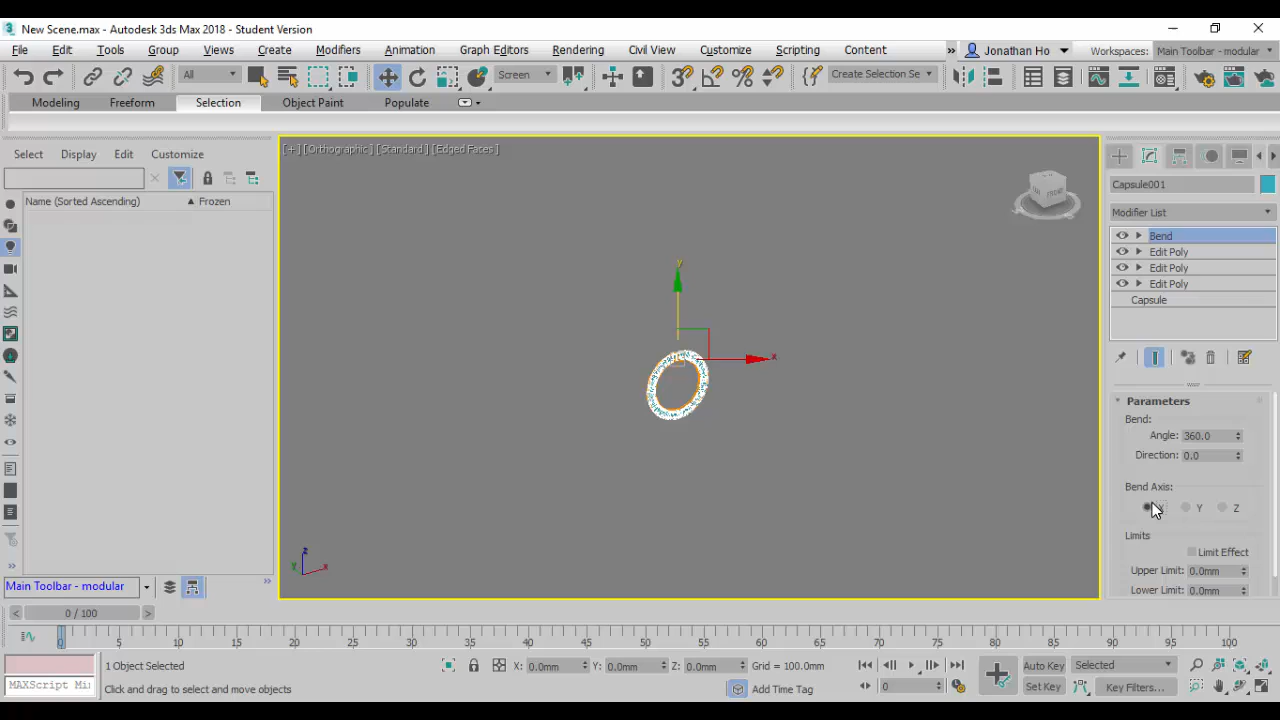 New Scene.max - Autodesk 3ds Max 2018 - Student Version
File Edit Tools Group Views Create Modifiers Animation Graph Editors Rendering Civil View Customize Scripting Content » Jonathan Ho Workspaces: Main Toolbar - modular
All Screen Create Selection Se
Modeling Freeform Selection Object Paint Populate
Select Display Edit Customize
[+] [Orthographic] [Standard] [Edged Faces]
Name (Sorted Ascending) Frozen
FRONT
Capsule001
Modifier List
Bend
Edit Poly
Edit Poly
Edit Poly
Capsule
y
x
Parameters
Bend:
Angle: 360.0
Direction: 0.0
Bend Axis:
Y Z
Limits
Limit Effect
Upper Limit: 0.0mm
Lower Limit: 0.0mm
z
Y x
Main Toolbar - modular »
< 0 / 100 >
0 5 10 15 20 25 30 35 40 45 50 55 60 65 70 75 80 85 90 95 100
1 Object Selected X: 0.0mm Y: 0.0mm Z: 0.0mm Grid = 100.0mm Auto Key Selected
MAXScript Mi Click and drag to select and move objects Add Time Tag 0 Set Key Key Filters...